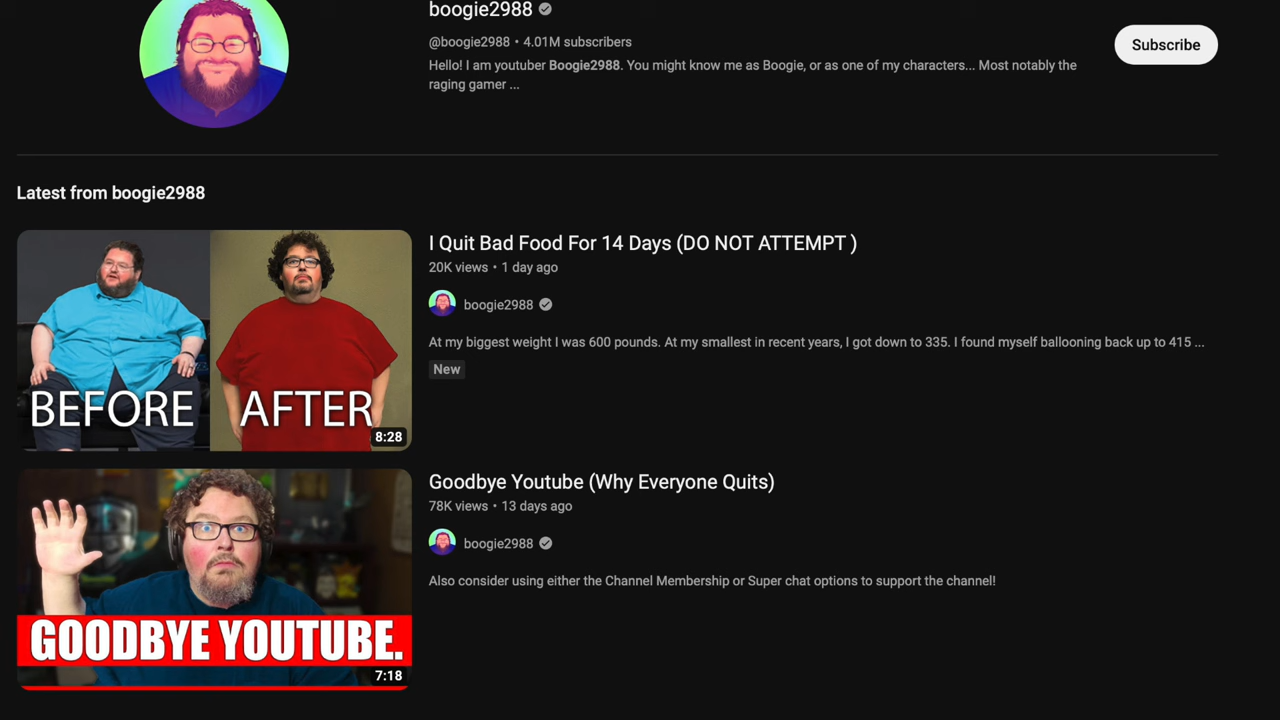 boogie2988
@boogie2988 • 4.01M subscribers
Subscribe
Hello! I am youtuber Boogie2988. You might know me as Boogie, or as one of my characters... Most notably the
raging gamer ...
Latest from boogie2988
BEFORE
AFTER
8:28
I Quit Bad Food For 14 Days (DO NOT ATTEMPT )
20K views • 1 day ago
boogie2988
At my biggest weight I was 600 pounds. At my smallest in recent years, I got down to 335. I found myself ballooning back up to 415 ...
New
GOODBYE YOUTUBE.
7:18
Goodbye Youtube (Why Everyone Quits)
78K views • 13 days ago
boogie2988
Also consider using either the Channel Membership or Super chat options to support the channel!